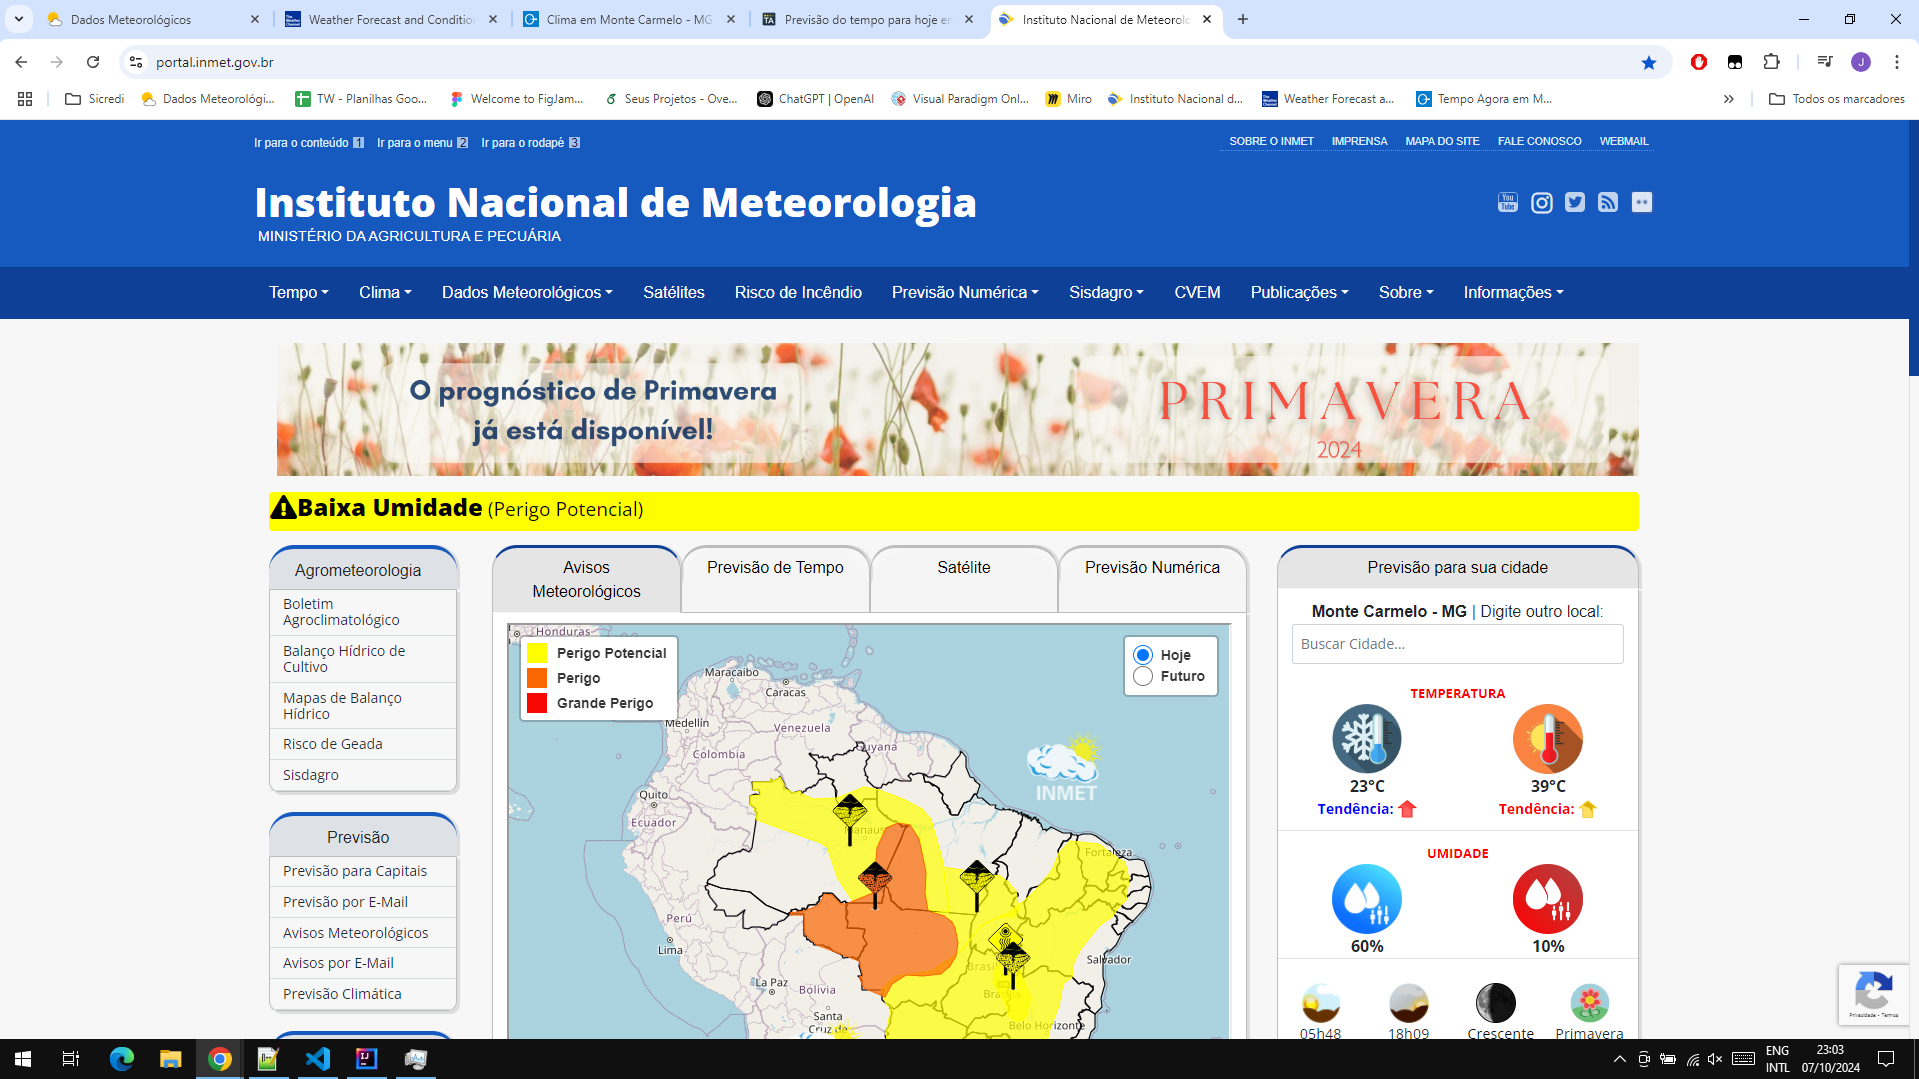 Dados Meteorológicos
Weather Forecast and Conditio
Clima em Monte Carmelo - MG
Previsão do tempo para hoje e
Instituto Nacional de Meteorolo
portal.inmet.gov.br
Sicredi
Dados Meteorológi...
TW - Planilhas Goo...
Welcome to FigJam...
Seus Projetos - Ove...
ChatGPT | OpenAI
Visual Paradigm Onl...
Miro
Instituto Nacional d...
Weather Forecast a...
Tempo Agora em M...
Todos os marcadores
Ir para o conteúdo 1
Ir para o menu 2
Ir para o rodapé 3
SOBRE O INMET
IMPRENSA
MAPA DO SITE
FALE CONOSCO
WEBMAIL
Instituto Nacional de Meteorologia
MINISTÉRIO DA AGRICULTURA E PECUÁRIA
Tempo
Clima
Dados Meteorológicos
Satélites
Risco de Incêndio
Previsão Numérica
Sisdagro
CVEM
Publicações
Sobre
Informações
O prognóstico de Primavera
já está disponível!
PRIMAVERA
2024
Baixa Umidade (Perigo Potencial)
Agrometeorologia
Boletim
Agroclimatológico
Balanço Hídrico de
Cultivo
Mapas de Balanço
Hídrico
Risco de Geada
Sisdagro
Previsão
Previsão para Capitais
Previsão por E-Mail
Avisos Meteorológicos
Avisos por E-Mail
Previsão Climática
Avisos
Meteorológicos
Previsão de Tempo
Satélite
Previsão Numérica
Honduras
Perigo Potencial
Perigo
Grande Perigo
Hoje
Futuro
Maracaibo
Caracas
Medellín
Venezuela
Colombia
Guyana
INMET
Quito
Ecuador
Manaus
Fortaleza
Perú
Lima
Salvador
Brasil
La Paz
Bolivia
Brasília
Santa
Cruz de
Belo Horizonte
Previsão para sua cidade
Monte Carmelo - MG | Digite outro local:
Buscar Cidade...
TEMPERATURA
23°C
39°C
Tendência:
Tendência:
UMIDADE
60%
10%
05h48
18h09
Crescente
Primavera
Privacidade - Termos
ENG
INTL
23:03
07/10/2024